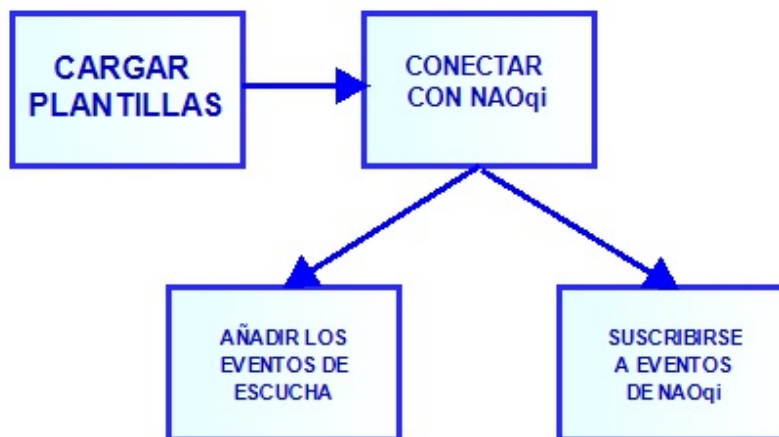 CARGAR
PLANTILLAS
CONECTAR
CON NAOqi
AÑADIR LOS
EVENTOS DE
ESCUCHA
SUSCRIBIRSE
A EVENTOS
DE NAOqi